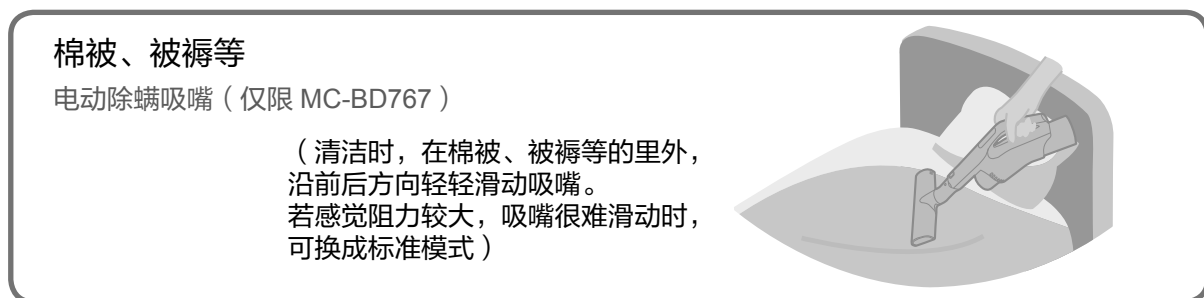 棉被、被褥等
电动除螨吸嘴（仅限 MC-BD767）
（清洁时，在棉被、被褥等的里外，
沿前后方向轻轻滑动吸嘴。
若感觉阻力较大，吸嘴很难滑动时，
可换成标准模式）